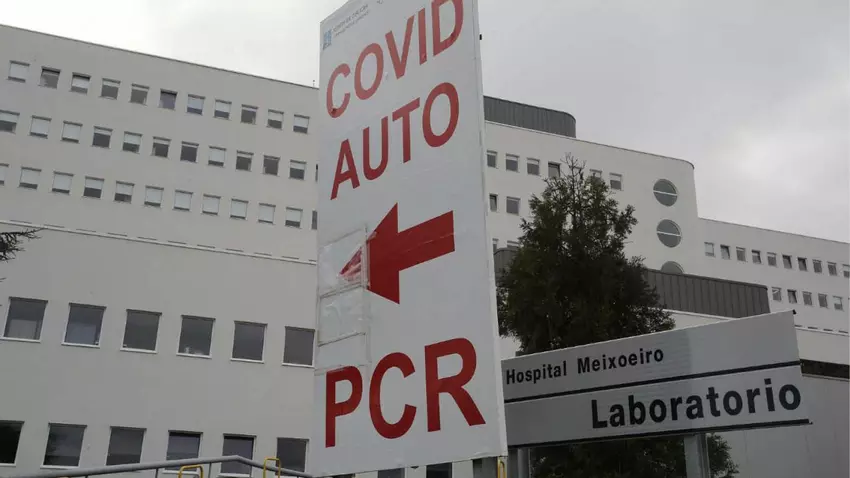 COVID
AUTO
PCR
Hospital Meixoeiro
Laboratorio